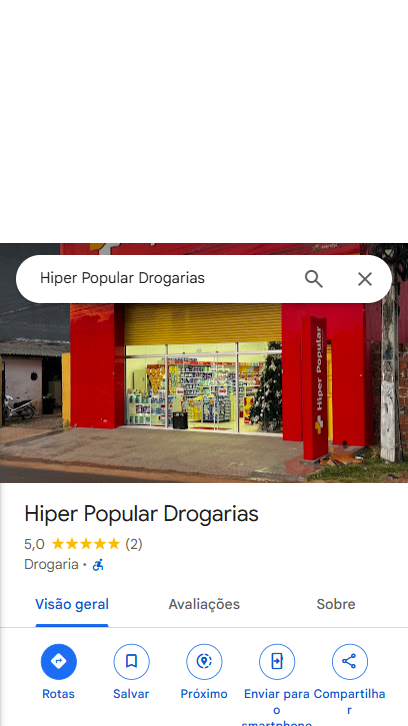 Hiper Popular Drogarias
Hiper Popular
Hiper Popular Drogarias
5,0 (2)
Drogaria ·
Visão geral
Avaliações
Sobre
Rotas
Salvar
Próximo
Enviar para
o
smartphone
Compartilha
r